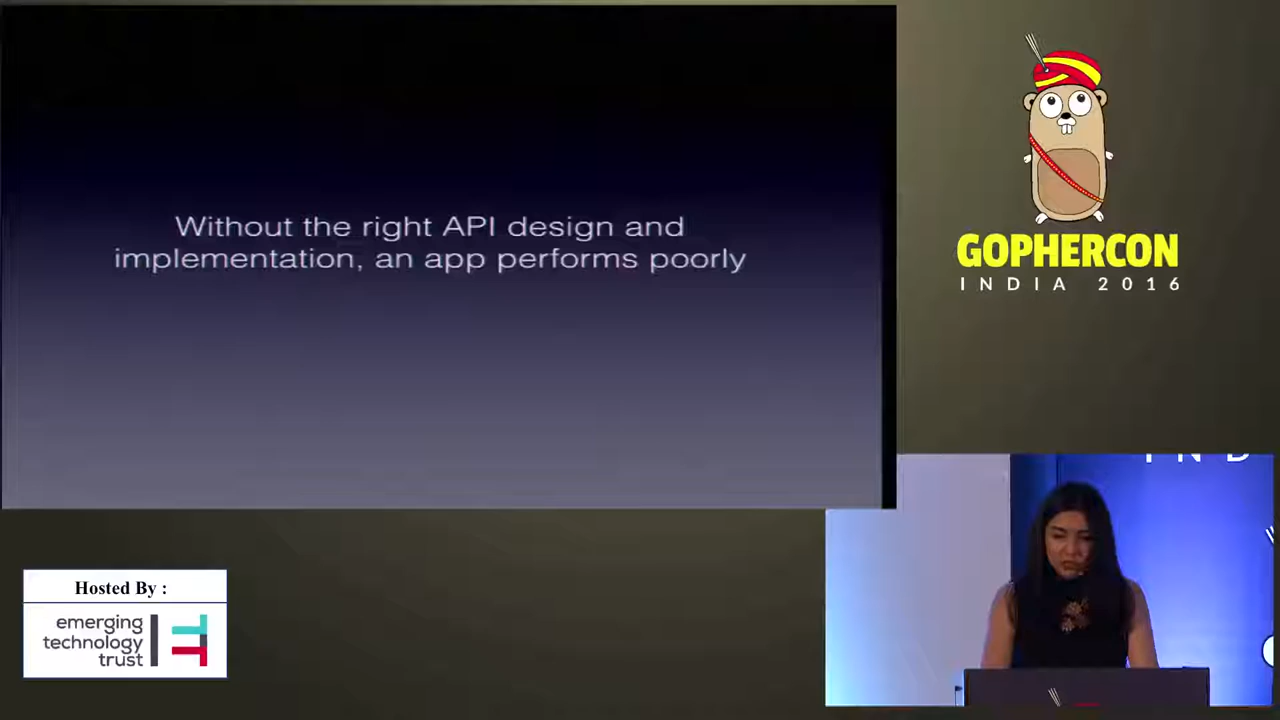 Without the right API design and
implementation, an app performs poorly
GOPHERCON
INDIA 2016
IND
Hosted By :
emerging
technology
trust